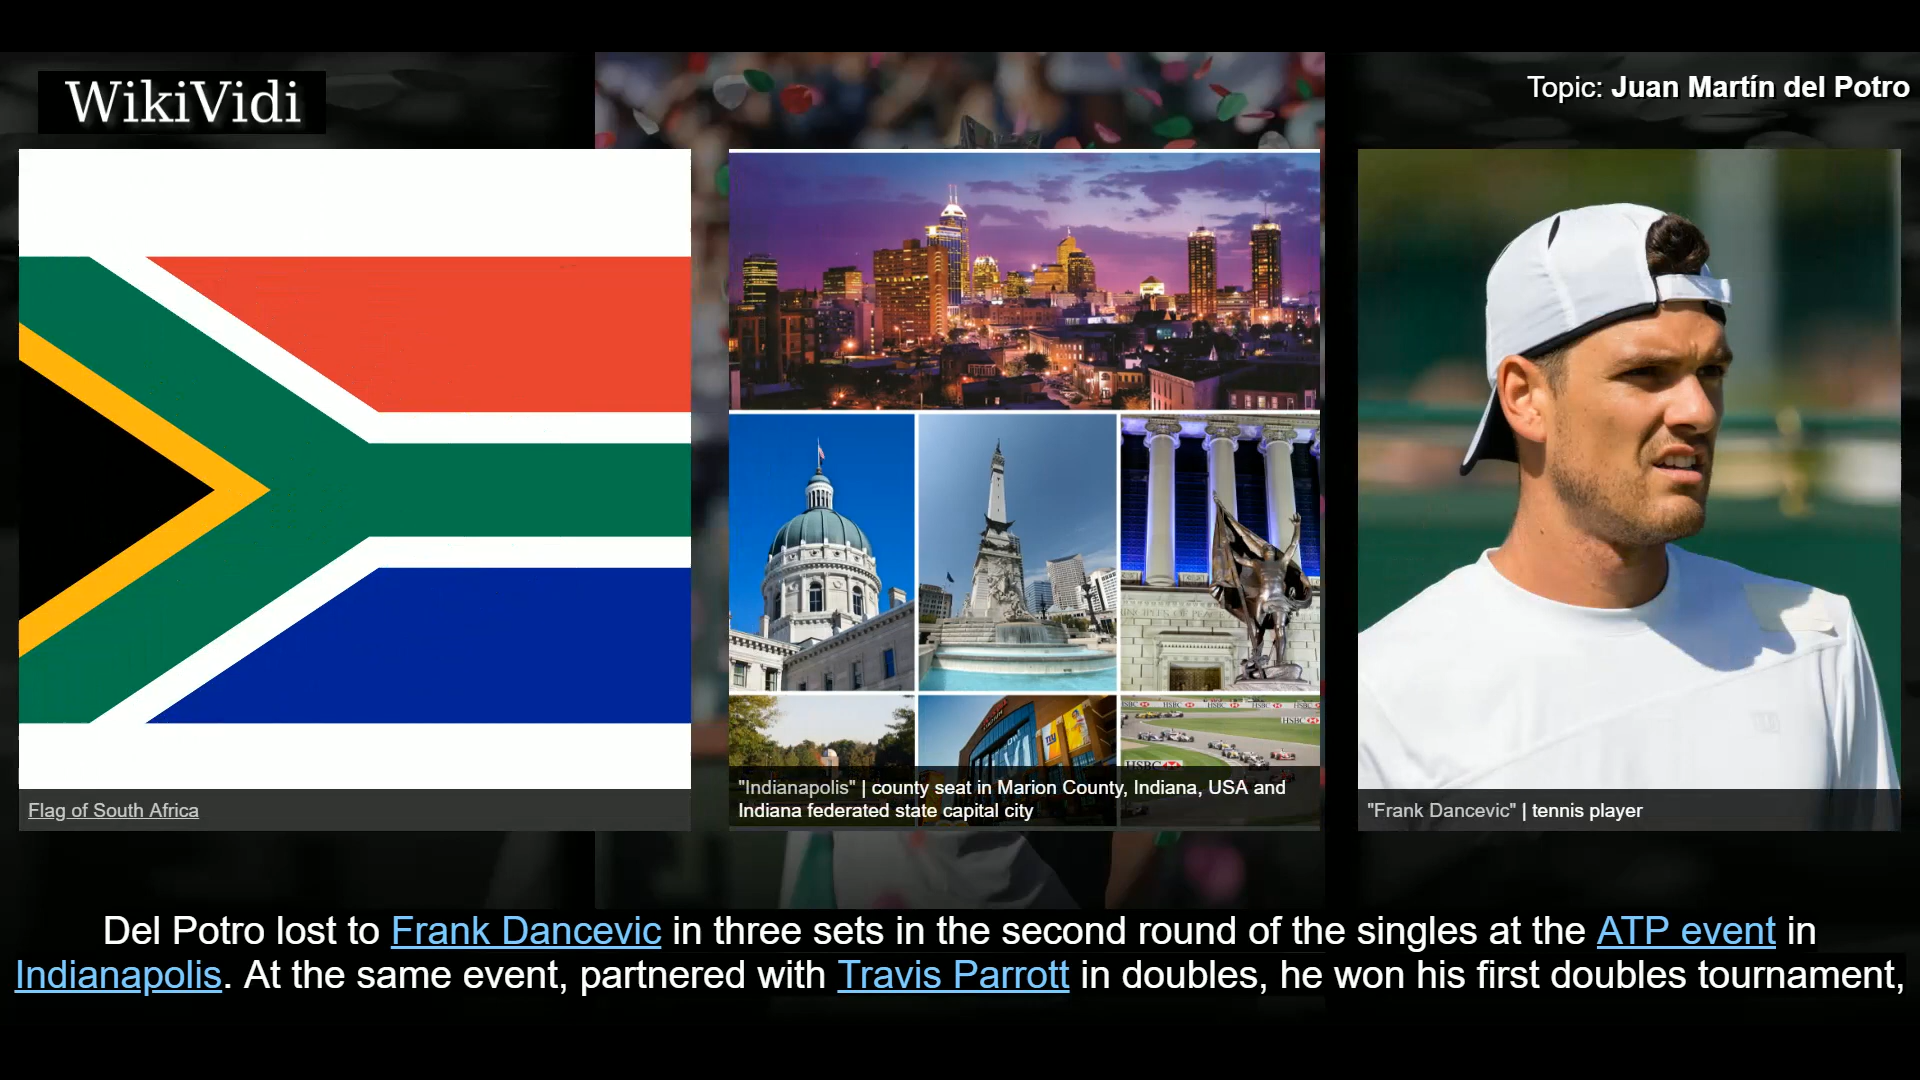 WikiVidi
Topic: Juan Martín del Potro
HSBC
HSBC
Flag of South Africa
"Indianapolis" | county seat in Marion County, Indiana, USA and
Indiana federated state capital city
"Frank Dancevic" | tennis player
Del Potro lost to Frank Dancevic in three sets in the second round of the singles at the ATP event in
Indianapolis. At the same event, partnered with Travis Parrott in doubles, he won his first doubles tournament,